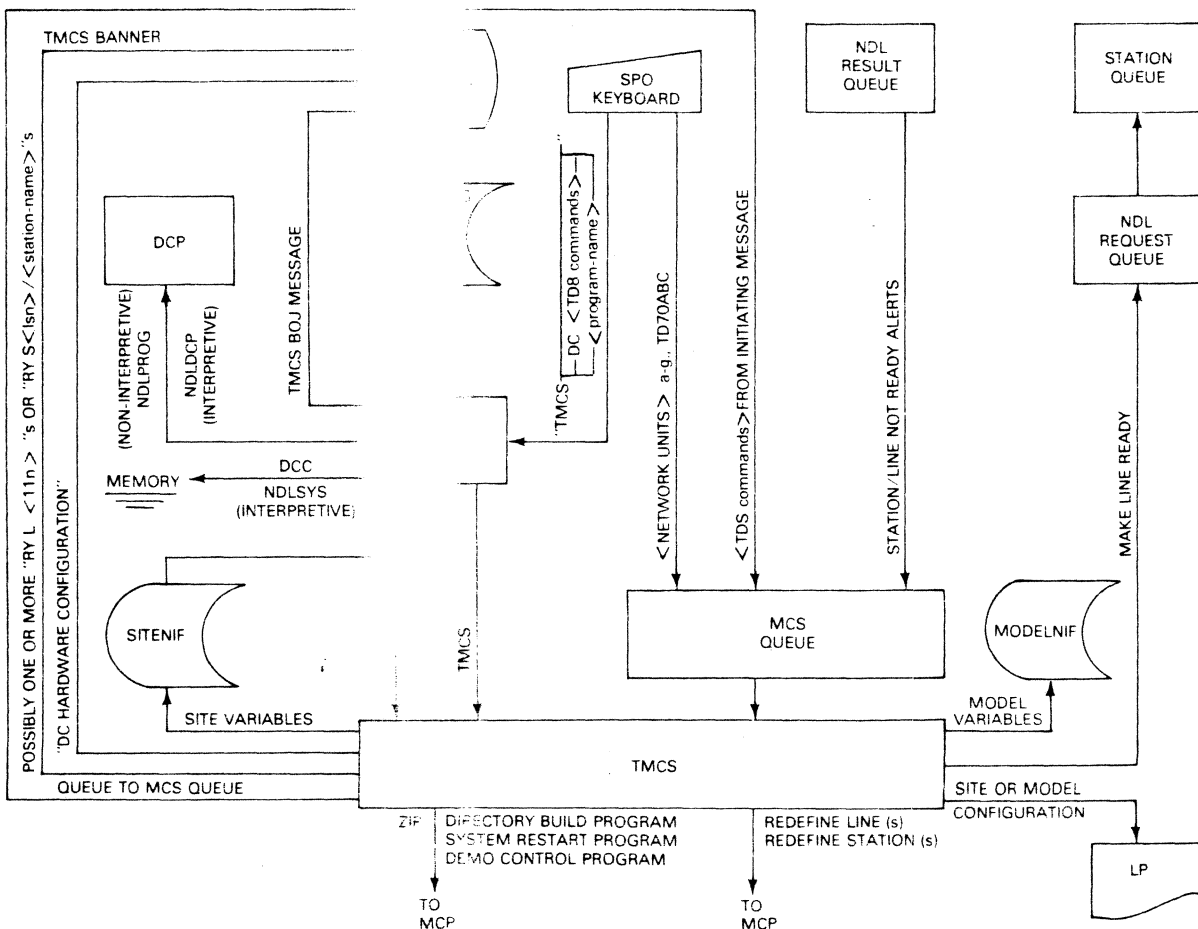 TMCS BANNER
SPO
KEYBOARD
NDL
RESULT
QUEUE
STATION
QUEUE
POSSIBLY ONE OR MORE "RY L <11n> "s OR "RY S<lsn>/<station-name>"s
"DC HARDWARE CONFIGURATION"
DCP
(NON-INTERPRETIVE)
NDLPROG
NDLDCP
(INTERPRETIVE)
TMCS BOJ MESSAGE
"TMCS
DC <TD8 commands>
<program-name>
<NETWORK UNITS> a-g., TD70ABC
<TDS commands> FROM INITIATING MESSAGE
STATION/LINE NOT READY ALERTS
NDL
REQUEST
QUEUE
MAKE LINE READY
MEMORY
DCC
NDLSYS
(INTERPRETIVE)
SITENIF
TMCS
MCS
QUEUE
MODELNIF
SITE VARIABLES
MODEL
VARIABLES
TMCS
QUEUE TO MCS QUEUE
SITE OR MODEL
CONFIGURATION
ZIP DIRECTORY BUILD PROGRAM
SYSTEM RESTART PROGRAM
DEMO CONTROL PROGRAM
REDEFINE LINE (s)
REDEFINE STATION (s)
LP
TO
MCP
TO
MCP